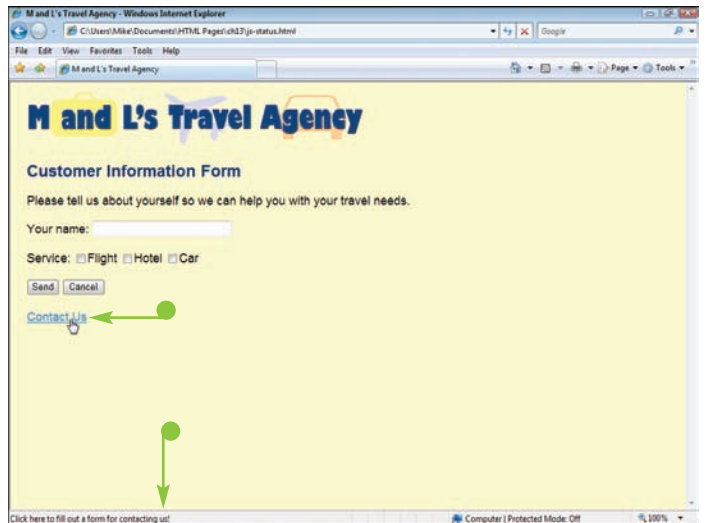 M and L's Travel Agency - Windows Internet Explorer
C:\Users\Mike\Documents\HTML Pages\ch13\js-status.html
Google
File Edit View Favorites Tools Help
M and L's Travel Agency
Page Tools
M and L's Travel Agency
Customer Information Form
Please tell us about yourself so we can help you with your travel needs.
Your name:
Service: Flight Hotel Car
Send Cancel
Contact Us
Click here to fill out a form for contacting us!
Computer | Protected Mode: Off 100%